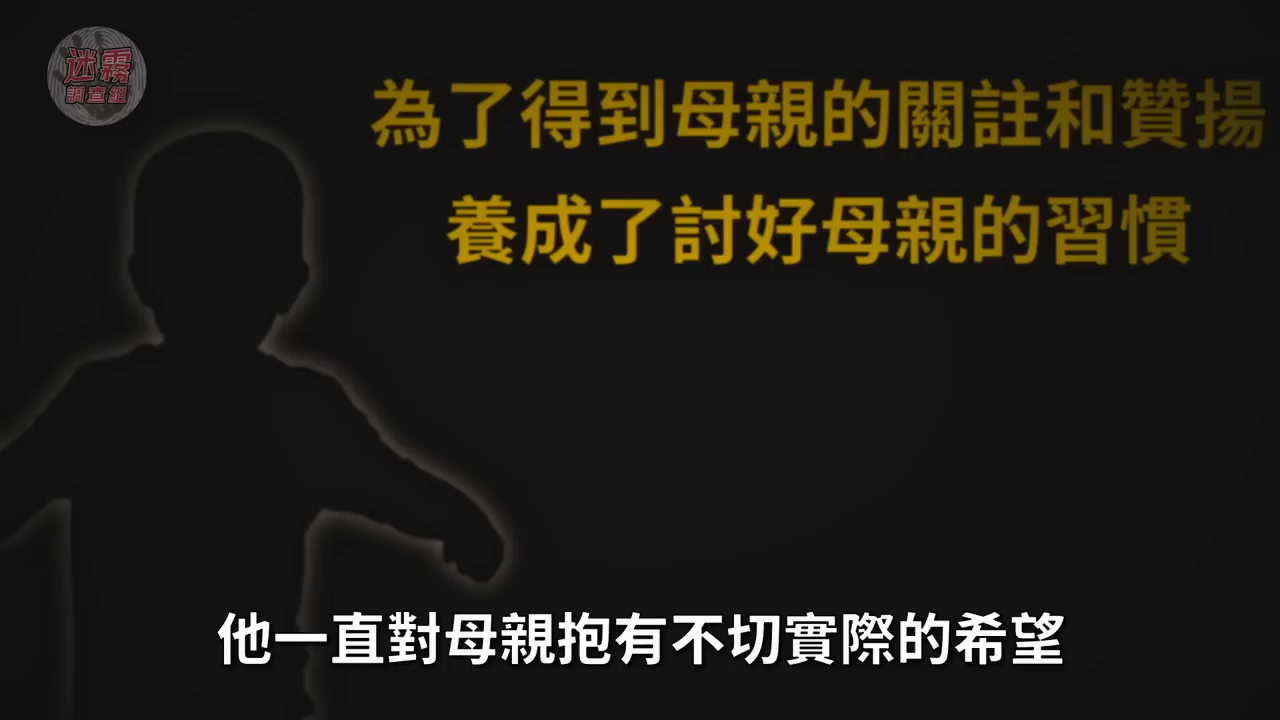 迷霧
調查組
為了得到母親的關註和贊揚
養成了討好母親的習慣
他一直對母親抱有不切實際的希望